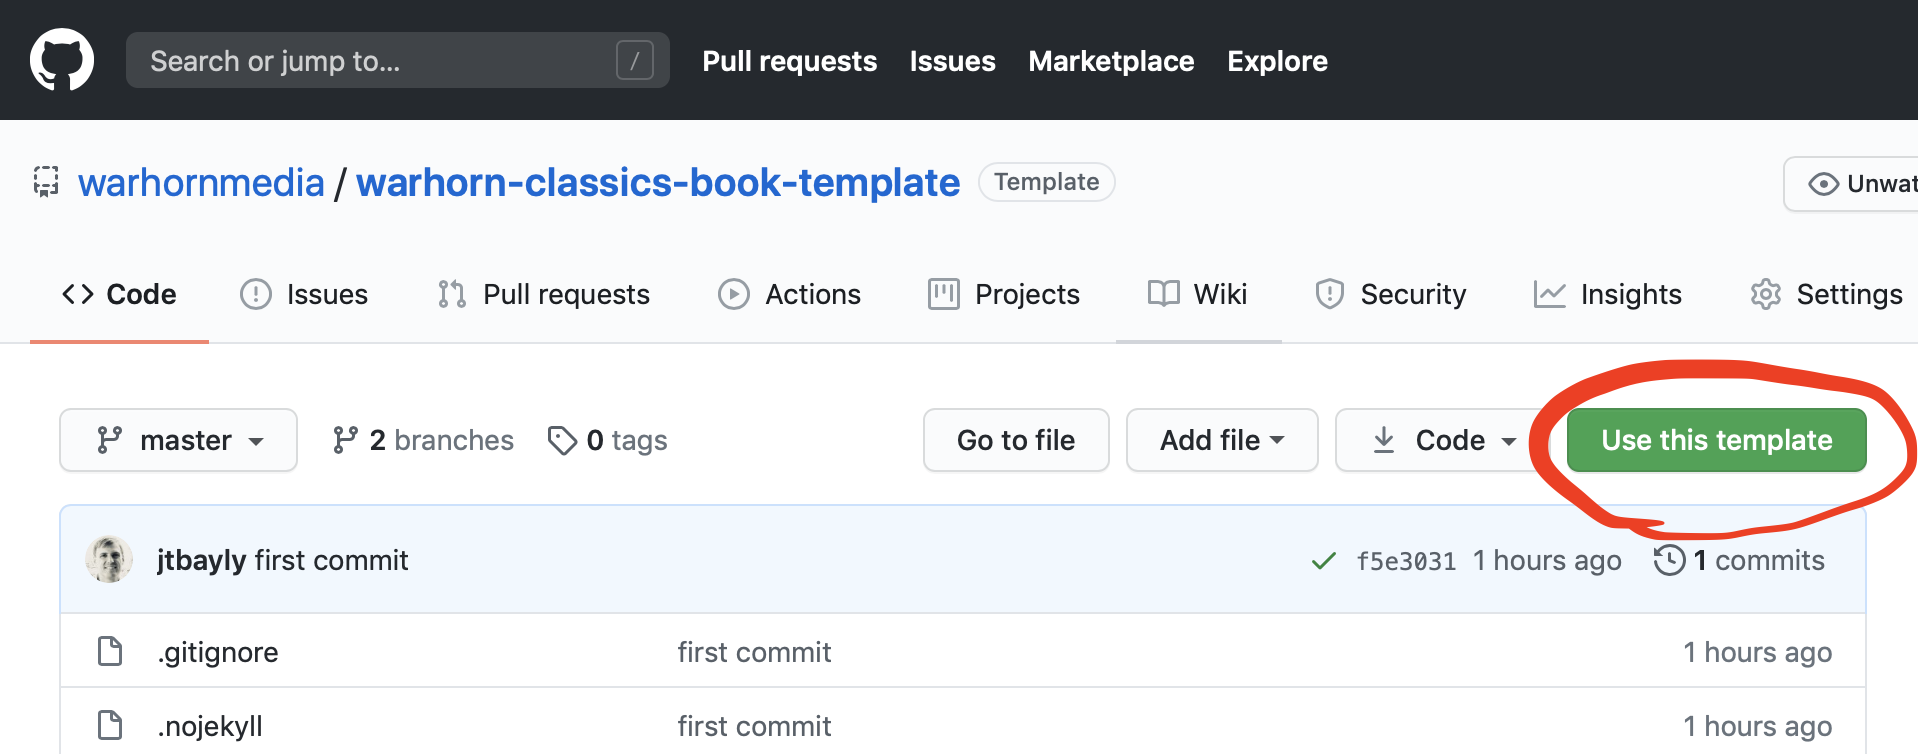 Search or jump to... / Pull requests Issues Marketplace Explore
warhornmedia / warhorn-classics-book-template Template Unwat
Code Issues Pull requests Actions Projects Wiki Security Insights Settings
master 2 branches 0 tags Go to file Add file Code Use this template
jtbayly first commit f5e3031 1 hours ago 1 commits
.gitignore first commit 1 hours ago
.nojekyll first commit 1 hours ago